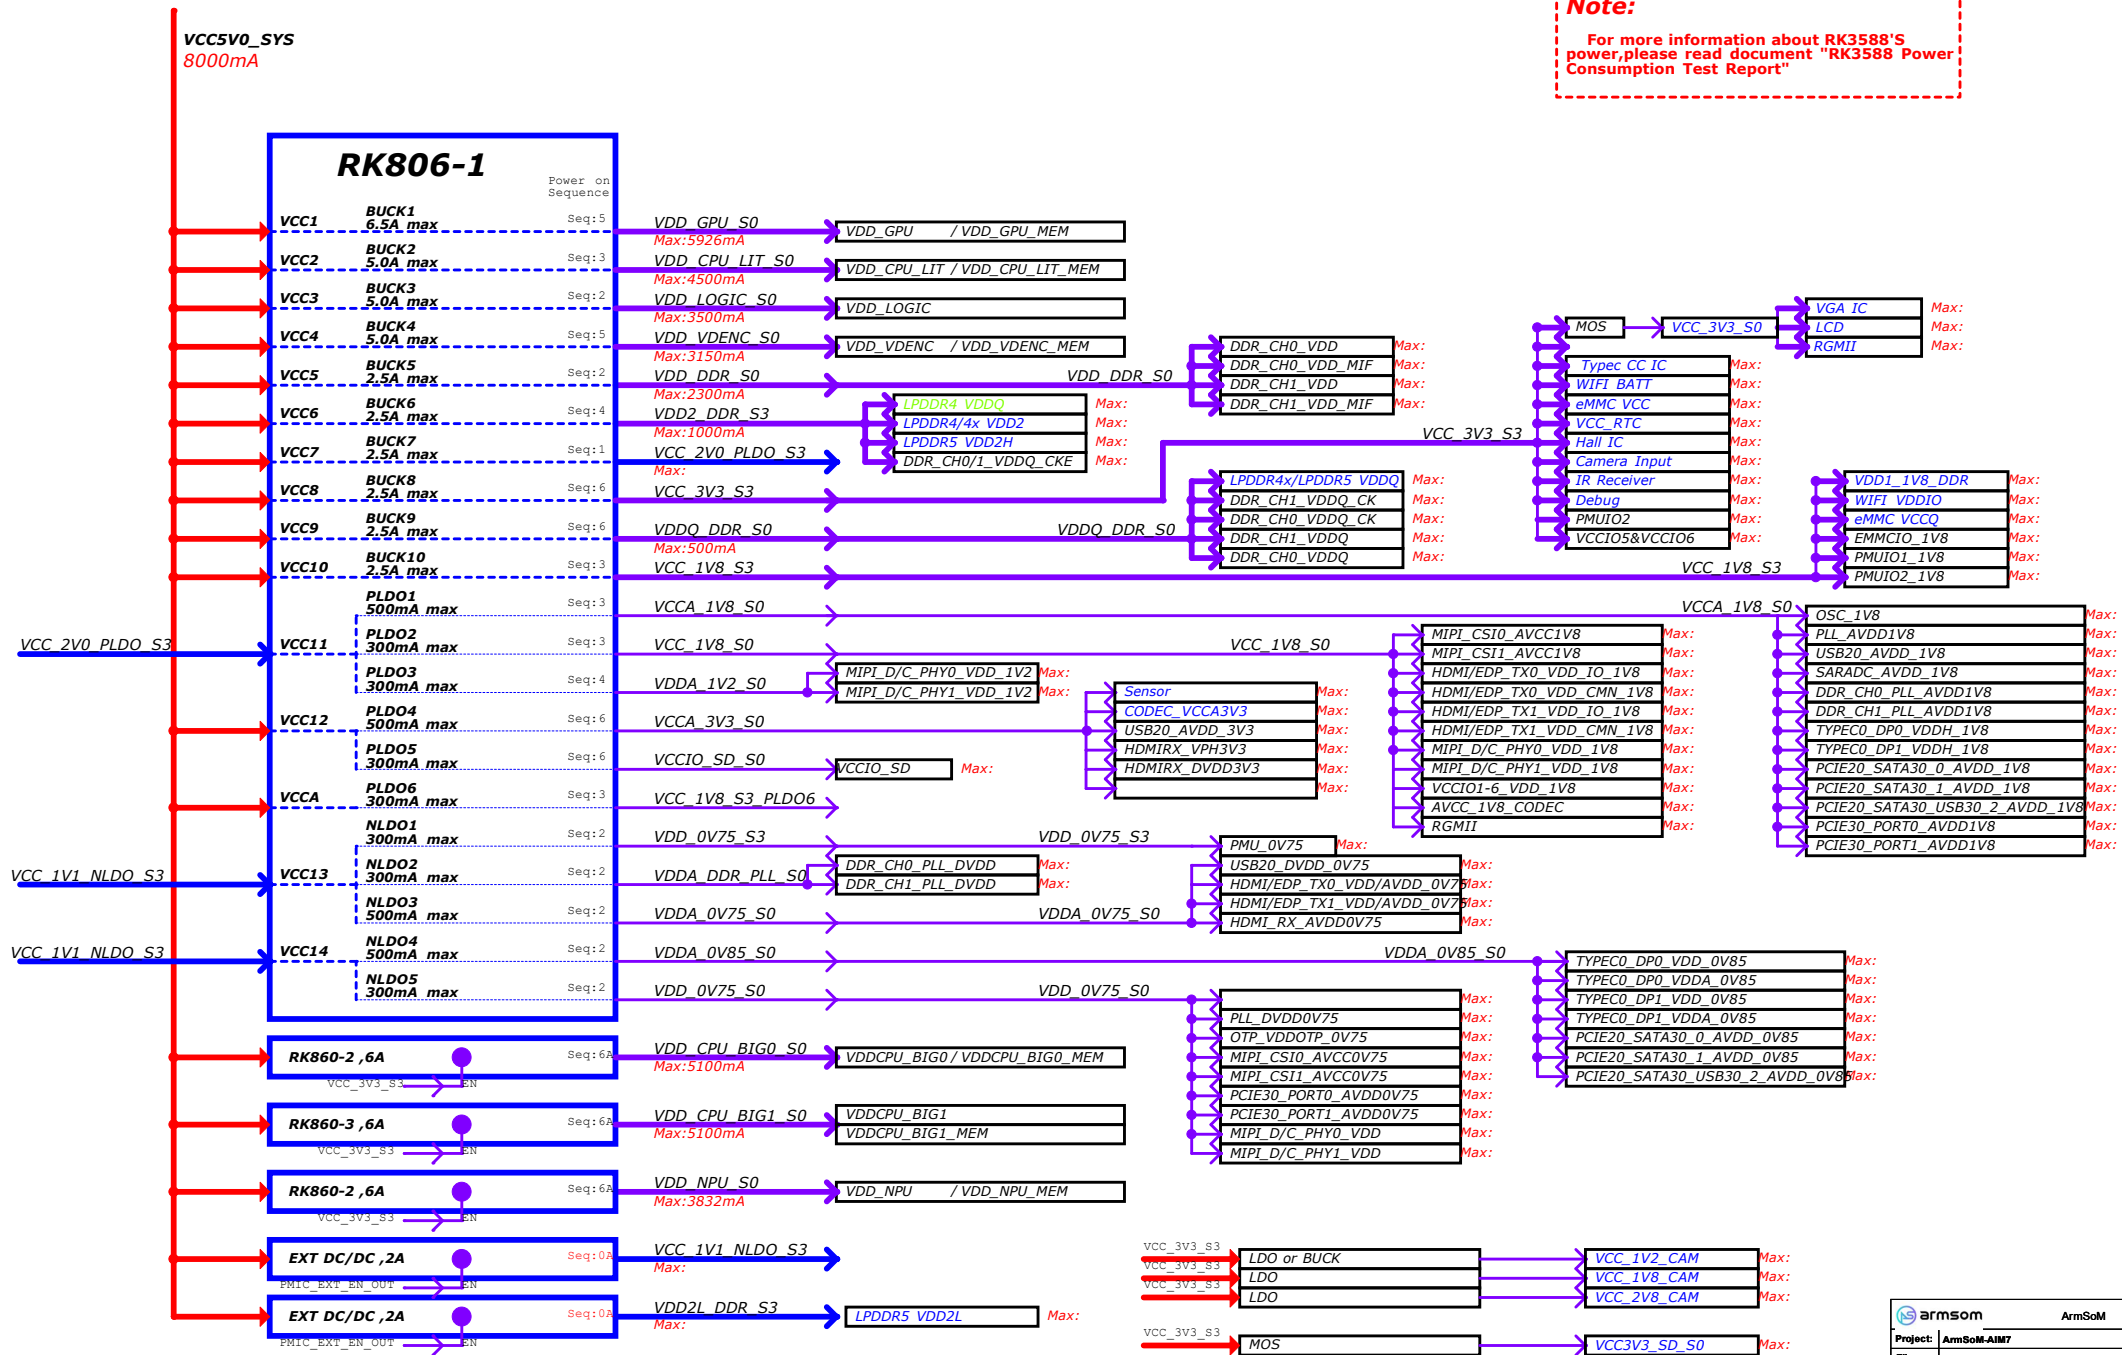 Note:
For more information about RK3588'S
power,please read document "RK3588 Power
Consumption Test Report"
VCC5V0_SYS
8000mA
RK806-1
Power on
Sequence
VCC1 BUCK1 6.5A max Seq:5 VDD_GPU_S0 Max:5926mA VDD_GPU / VDD_GPU_MEM
VCC2 BUCK2 5.0A max Seq:3 VDD_CPU_LIT_S0 Max:4500mA VDD_CPU_LIT / VDD_CPU_LIT_MEM
VCC3 BUCK3 5.0A max Seq:2 VDD_LOGIC_S0 Max:3500mA VDD_LOGIC
VCC4 BUCK4 5.0A max Seq:5 VDD_VDENC_S0 Max:3150mA VDD_VDENC / VDD_VDENC_MEM
VCC5 BUCK5 2.5A max Seq:2 VDD_DDR_S0 Max:2300mA VDD_DDR_S0
DDR_CH0_VDD Max:
DDR_CH0_VDD_MIF Max:
DDR_CH1_VDD Max:
DDR_CH1_VDD_MIF Max:
VCC6 BUCK6 2.5A max Seq:4 VDD2_DDR_S3 Max:1000mA
LPDDR4 VDDQ Max:
LPDDR4/4x VDD2 Max:
LPDDR5 VDD2H Max:
DDR_CH0/1_VDDQ_CKE Max:
VCC7 BUCK7 2.5A max Seq:1 VCC_2V0_PLDO_S3 Max:
VCC8 BUCK8 2.5A max Seq:6 VCC_3V3_S3 VCC_3V3_S3
MOS VCC_3V3_S0
VGA IC Max:
LCD Max:
RGMII Max:
Typec CC IC Max:
WIFI BATT Max:
eMMC VCC Max:
VCC_RTC Max:
Hall IC Max:
Camera Input Max:
IR Receiver Max:
Debug Max:
PMUIO2 Max:
VCCIO5&VCCIO6 Max:
VCC9 BUCK9 2.5A max Seq:6 VDDQ_DDR_S0 Max:500mA VDDQ_DDR_S0
LPDDR4x/LPDDR5 VDDQ Max:
DDR_CH1_VDDQ_CK Max:
DDR_CH0_VDDQ_CK Max:
DDR_CH1_VDDQ Max:
DDR_CH0_VDDQ Max:
VCC10 BUCK10 2.5A max Seq:3 VCC_1V8_S3 VCC_1V8_S3
VDD1_1V8_DDR Max:
WIFI VDDIO Max:
eMMC VCCQ Max:
EMMCIO_1V8 Max:
PMUIO1_1V8 Max:
PMUIO2_1V8 Max:
PLDO1 500mA max Seq:3 VCCA_1V8_S0 VCCA_1V8_S0
OSC_1V8 Max:
PLL_AVDD1V8 Max:
USB20_AVDD_1V8 Max:
SARADC_AVDD_1V8 Max:
DDR_CH0_PLL_AVDD1V8 Max:
DDR_CH1_PLL_AVDD1V8 Max:
TYPEC0_DP0_VDDH_1V8 Max:
TYPEC0_DP1_VDDH_1V8 Max:
PCIE20_SATA30_0_AVDD_1V8 Max:
PCIE20_SATA30_1_AVDD_1V8 Max:
PCIE20_SATA30_USB30_2_AVDD_1V8 Max:
PCIE30_PORT0_AVDD1V8 Max:
PCIE30_PORT1_AVDD1V8 Max:
VCC_2V0_PLDO_S3 VCC11 PLDO2 300mA max Seq:3 VCC_1V8_S0 VCC_1V8_S0
MIPI_CSI0_AVCC1V8 Max:
MIPI_CSI1_AVCC1V8 Max:
HDMI/EDP_TX0_VDD_IO_1V8 Max:
HDMI/EDP_TX0_VDD_CMN_1V8 Max:
HDMI/EDP_TX1_VDD_IO_1V8 Max:
HDMI/EDP_TX1_VDD_CMN_1V8 Max:
MIPI_D/C_PHY0_VDD_1V8 Max:
MIPI_D/C_PHY1_VDD_1V8 Max:
VCCIO1-6_VDD_1V8 Max:
AVCC_1V8_CODEC Max:
RGMII Max:
PLDO3 300mA max Seq:4 VDDA_1V2_S0
MIPI_D/C_PHY0_VDD_1V2 Max:
MIPI_D/C_PHY1_VDD_1V2 Max:
VCC12 PLDO4 500mA max Seq:6 VCCA_3V3_S0
Sensor Max:
CODEC_VCCA3V3 Max:
USB20_AVDD_3V3 Max:
HDMIRX_VPH3V3 Max:
HDMIRX_DVDD3V3 Max:
Max:
PLDO5 300mA max Seq:6 VCCIO_SD_S0 VCCIO_SD Max:
VCCA PLDO6 300mA max Seq:3 VCC_1V8_S3_PLDO6
NLDO1 300mA max Seq:2 VDD_0V75_S3 VDD_0V75_S3 PMU_0V75 Max:
VCC_1V1_NLDO_S3 VCC13 NLDO2 300mA max Seq:2 VDDA_DDR_PLL_S0
DDR_CH0_PLL_DVDD Max:
DDR_CH1_PLL_DVDD Max:
NLDO3 500mA max Seq:2 VDDA_0V75_S0 VDDA_0V75_S0
USB20_DVDD_0V75 Max:
HDMI/EDP_TX0_VDD/AVDD_0V75 Max:
HDMI/EDP_TX1_VDD/AVDD_0V75 Max:
HDMI_RX_AVDD0V75 Max:
VCC_1V1_NLDO_S3 VCC14 NLDO4 500mA max Seq:2 VDDA_0V85_S0 VDDA_0V85_S0
TYPEC0_DP0_VDD_0V85 Max:
TYPEC0_DP0_VDDA_0V85 Max:
TYPEC0_DP1_VDD_0V85 Max:
TYPEC0_DP1_VDDA_0V85 Max:
PCIE20_SATA30_0_AVDD_0V85 Max:
PCIE20_SATA30_1_AVDD_0V85 Max:
PCIE20_SATA30_USB30_2_AVDD_0V85 Max:
NLDO5 300mA max Seq:2 VDD_0V75_S0 VDD_0V75_S0
Max:
PLL_DVDD0V75 Max:
OTP_VDDOTP_0V75 Max:
MIPI_CSI0_AVCC0V75 Max:
MIPI_CSI1_AVCC0V75 Max:
PCIE30_PORT0_AVDD0V75 Max:
PCIE30_PORT1_AVDD0V75 Max:
MIPI_D/C_PHY0_VDD Max:
MIPI_D/C_PHY1_VDD Max:
RK860-2 ,6A Seq:6A VDD_CPU_BIG0_S0 Max:5100mA VDDCPU_BIG0 / VDDCPU_BIG0_MEM
VCC_3V3_S3 EN
RK860-3 ,6A Seq:6A VDD_CPU_BIG1_S0 Max:5100mA VDDCPU_BIG1
VDDCPU_BIG1_MEM
VCC_3V3_S3 EN
RK860-2 ,6A Seq:6A VDD_NPU_S0 Max:3832mA VDD_NPU / VDD_NPU_MEM
VCC_3V3_S3 EN
EXT DC/DC ,2A Seq:0A VCC_1V1_NLDO_S3 Max:
PMIC_EXT_EN_OUT EN
EXT DC/DC ,2A Seq:0A VDD2L_DDR_S3 Max: LPDDR5 VDD2L Max:
PMIC_EXT_EN_OUT EN
VCC_3V3_S3 LDO or BUCK VCC_1V2_CAM Max:
VCC_3V3_S3 LDO VCC_1V8_CAM Max:
VCC_3V3_S3 LDO VCC_2V8_CAM Max:
VCC_3V3_S3 MOS VCC3V3_SD_S0 Max:
armsom ArmSoM
Project: ArmSoM-AIM7